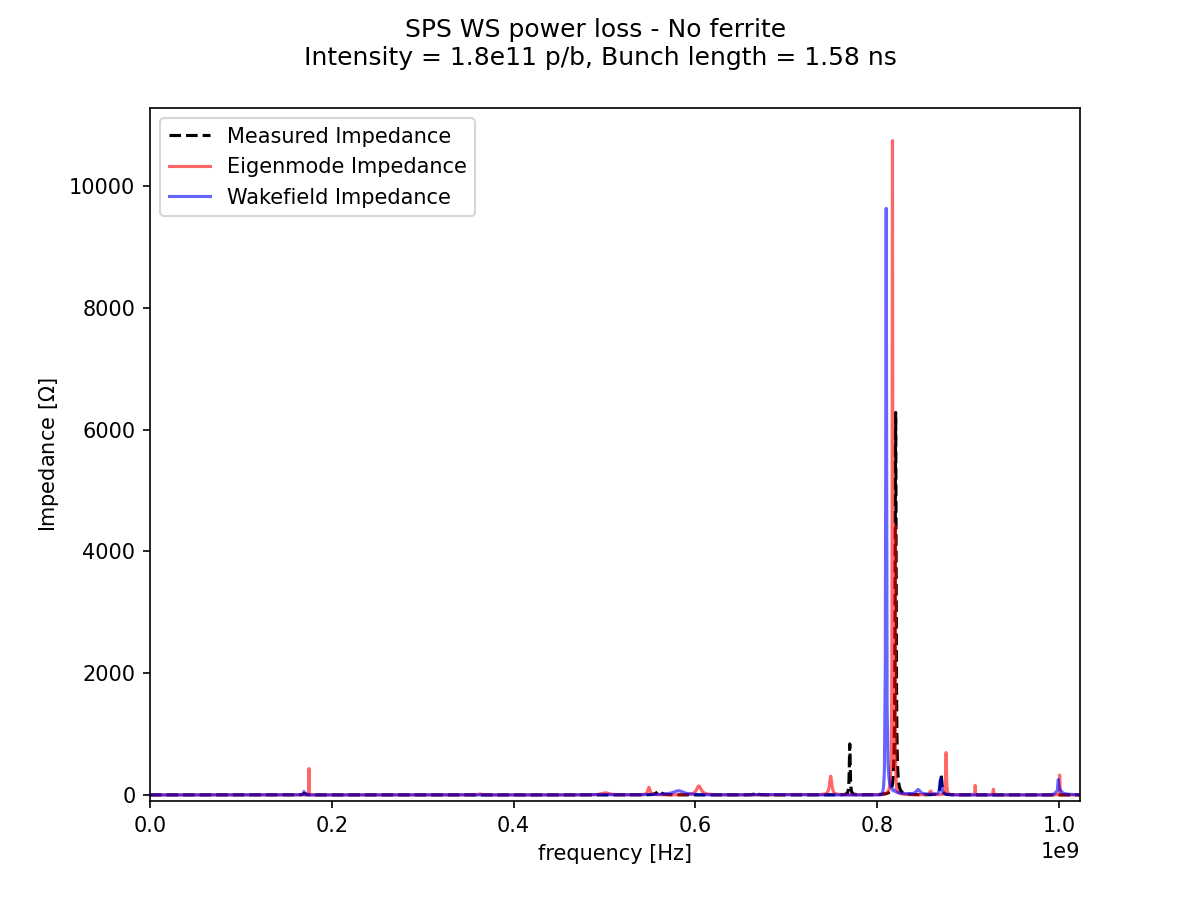 SPS WS power loss - No ferrite
Intensity = 1.8e11 p/b, Bunch length = 1.58 ns
Measured Impedance
Eigenmode Impedance
Wakefield Impedance
10000
8000
6000
4000
2000
0
Impedance [Ω]
0.0 0.2 0.4 0.6 0.8 1.0
frequency [Hz]
1e9